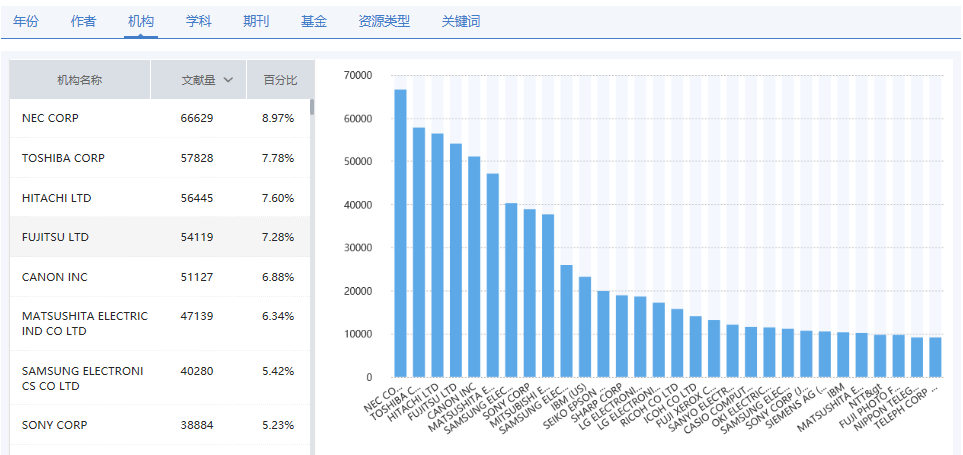 年份 作者 机构 学科 期刊 基金 资源类型 关键词
机构名称 文献量 百分比
NEC CORP 66629 8.97%
TOSHIBA CORP 57828 7.78%
HITACHI LTD 56445 7.60%
FUJITSU LTD 54119 7.28%
CANON INC 51127 6.88%
MATSUSHITA ELECTRIC
IND CO LTD 47139 6.34%
SAMSUNG ELECTRONI
CS CO LTD 40280 5.42%
SONY CORP 38884 5.23%
70000
60000
50000
40000
30000
20000
10000
0
NEC CO...
TOSHIBA C...
HITACHI LTD
FUJITSU LTD
CANON INC
MATSUSHITA E...
SAMSUNG ELEC...
SONY CORP
MITSUBISHI E...
SAMSUNG ELEC...
IBM (US)
SEIKO EPSON ...
SHARP CORP
LG ELECTRONI...
LG ELECTRONI...
RICOH CO LTD
ICOH CO LTD
FUJI XEROX C...
SANYO ELECTR...
CASIO COMPUT...
OKI ELECTRIC...
SAMSUNG ELEC...
SONY CORP (J...
SIEMENS AG (...
IBM
MATSUSHITA E...
NTT&gt
FUJI PHOTO F...
NIPPON TELEG...
TELEPH CORP ...